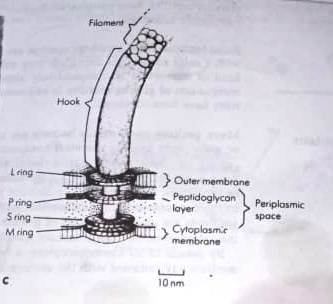 Filament
Hook
L ring
Outer membrane
P ring
Peptidoglycan
layer
Periplasmic
space
S ring
M ring
Cytoplasmic
membrane
C
10 nm